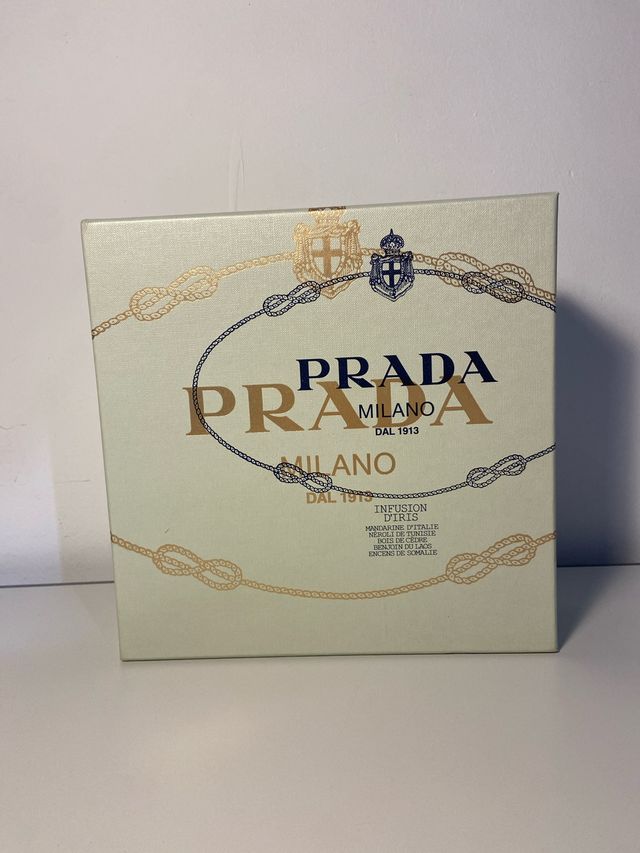 PRADA
MILANO
DAL 1913
PRADA
MILANO
DAL 1913
INFUSION
D'IRIS
MANDARINE D'ITALIE
NÉROLI DE TUNISIE
BOIS DE CÈDRE
BENJOIN DU LAOS
ENCENS DE SOMALIE